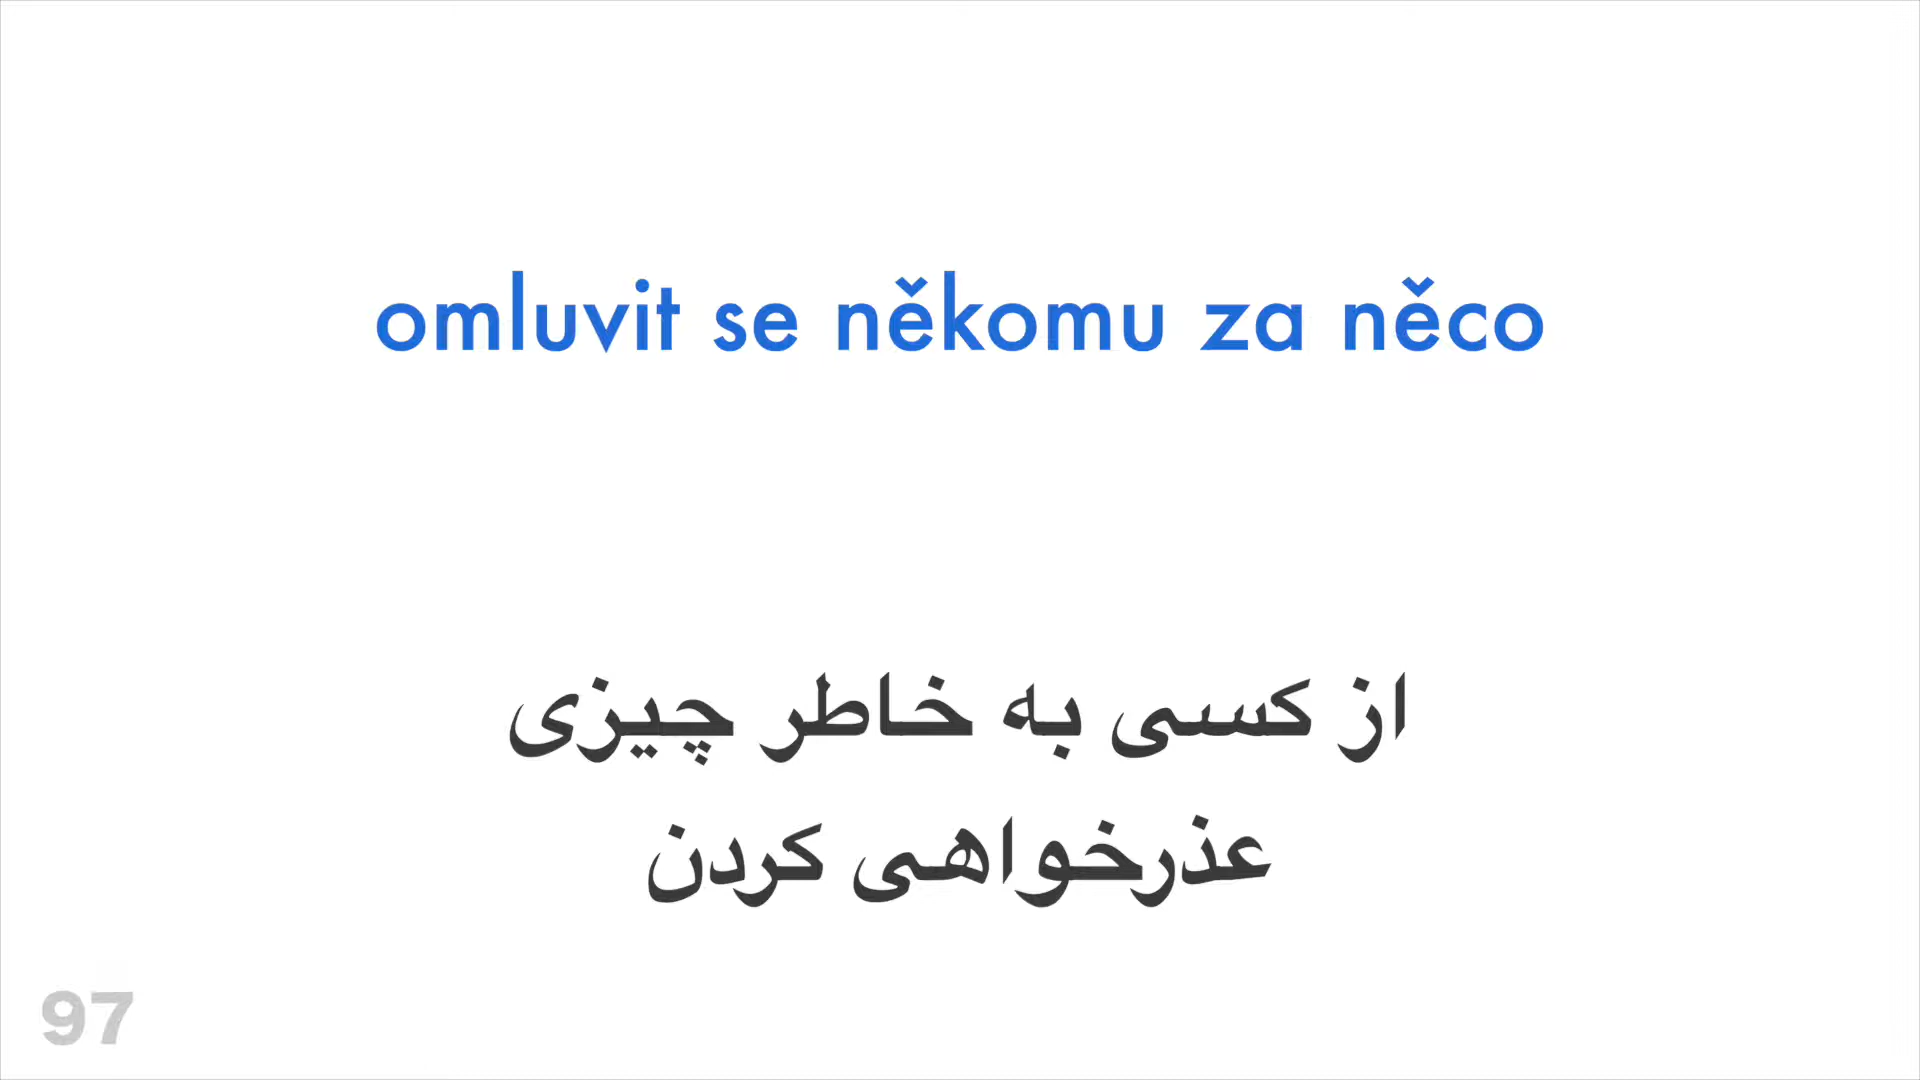 omluvit se někomu za něco
از کسی به خاطر چیزی
عذرخواهی کردن
97